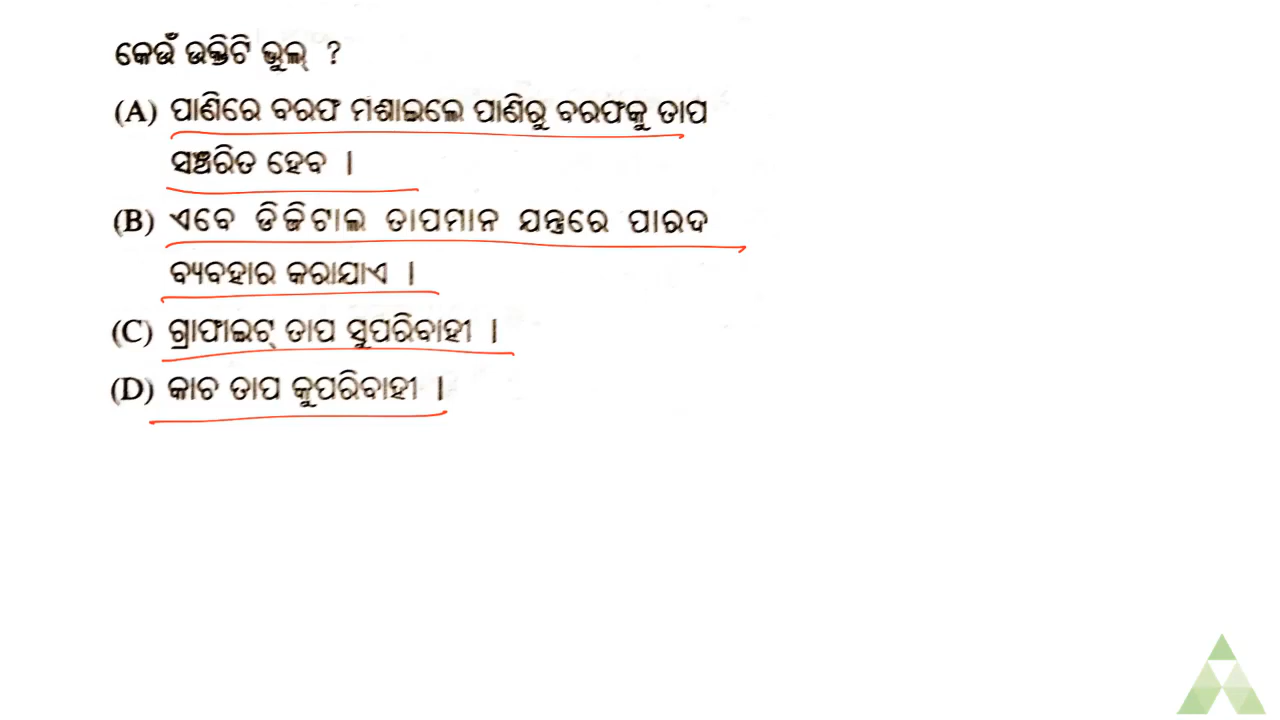 କେଉଁ ଉକ୍ତିଟି ଭୁଲ୍ ?
(A) ପାଣିରେ ବରଫ ମିଶାଇଲେ ପାଣିରୁ ବରଫକୁ ତାପ
ସଞ୍ଚରିତ ହେବ ।
(B) ଏବେ ଡିଜିଟାଲ ତାପମାନ ଯନ୍ତ୍ରରେ ପାରଦ
ବ୍ୟବହାର କରାଯାଏ ।
(C) ଗ୍ରାଫାଇଟ୍ ତାପ ସୁପରିବାହୀ ।
(D) କାଚ ତାପ କୁପରିବାହୀ ।